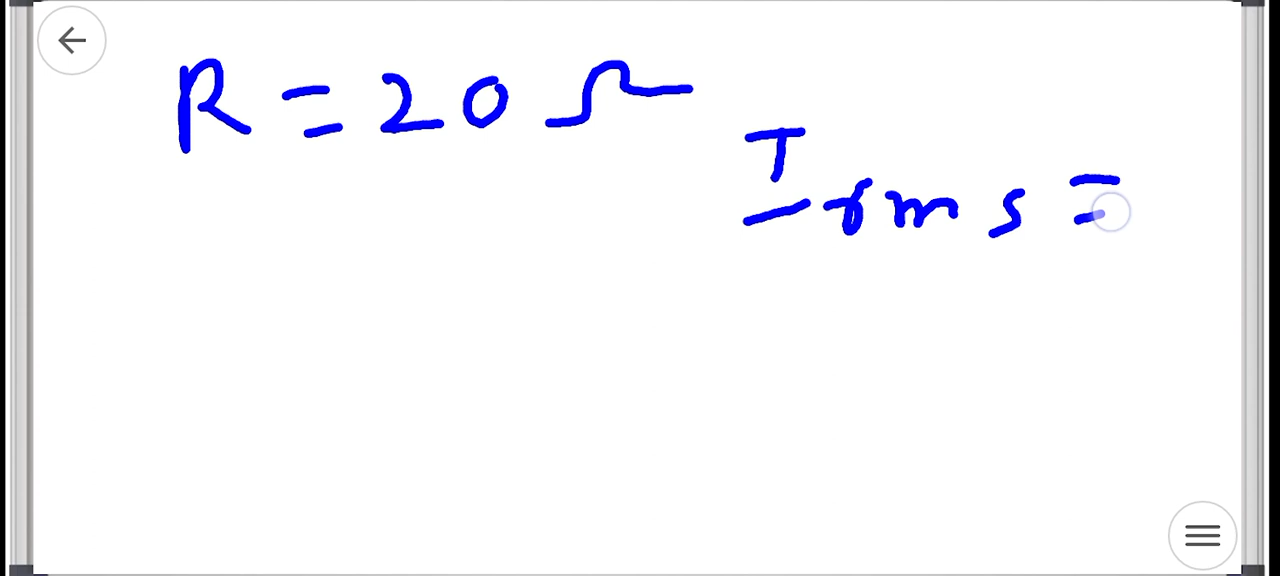 R = 20 Ω
Irms =